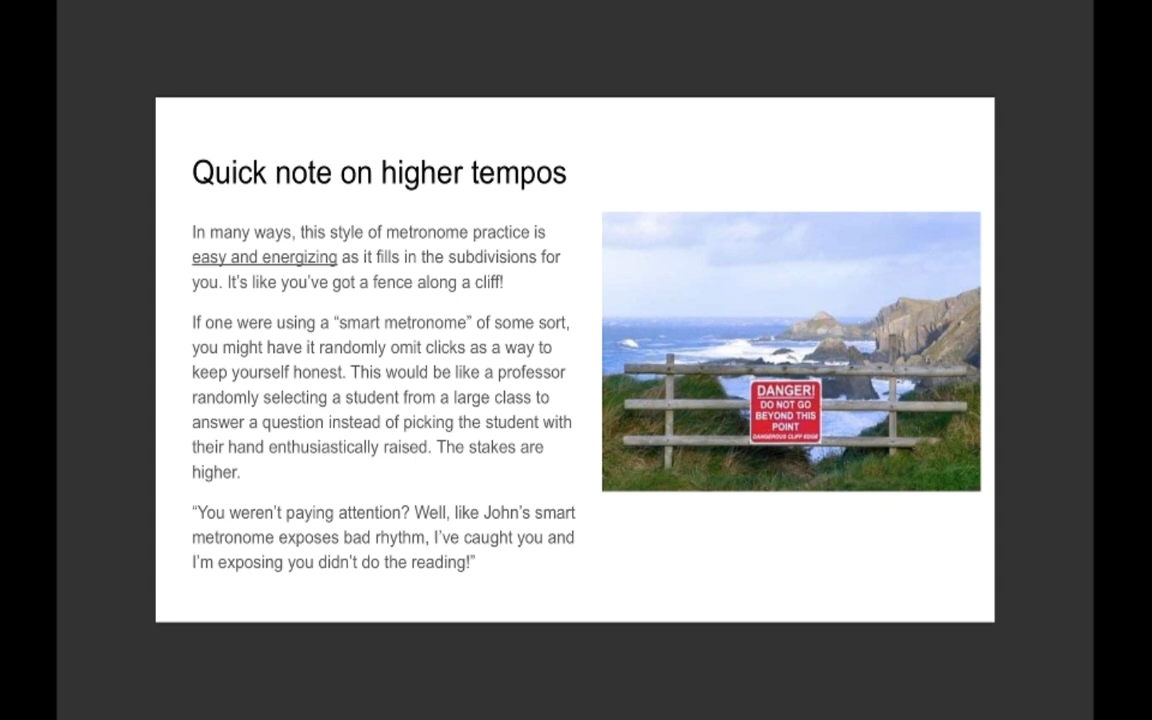 Quick note on higher tempos
In many ways, this style of metronome practice is
easy and energizing as it fills in the subdivisions for
you. It’s like you’ve got a fence along a cliff!
If one were using a “smart metronome” of some sort,
you might have it randomly omit clicks as a way to
keep yourself honest. This would be like a professor
randomly selecting a student from a large class to
answer a question instead of picking the student with
their hand enthusiastically raised. The stakes are
higher.
“You weren’t paying attention? Well, like John’s smart
metronome exposes bad rhythm, I’ve caught you and
I’m exposing you didn’t do the reading!”
DANGER!
DO NOT GO
BEYOND THIS
POINT
DANGEROUS CLIFF EDGE